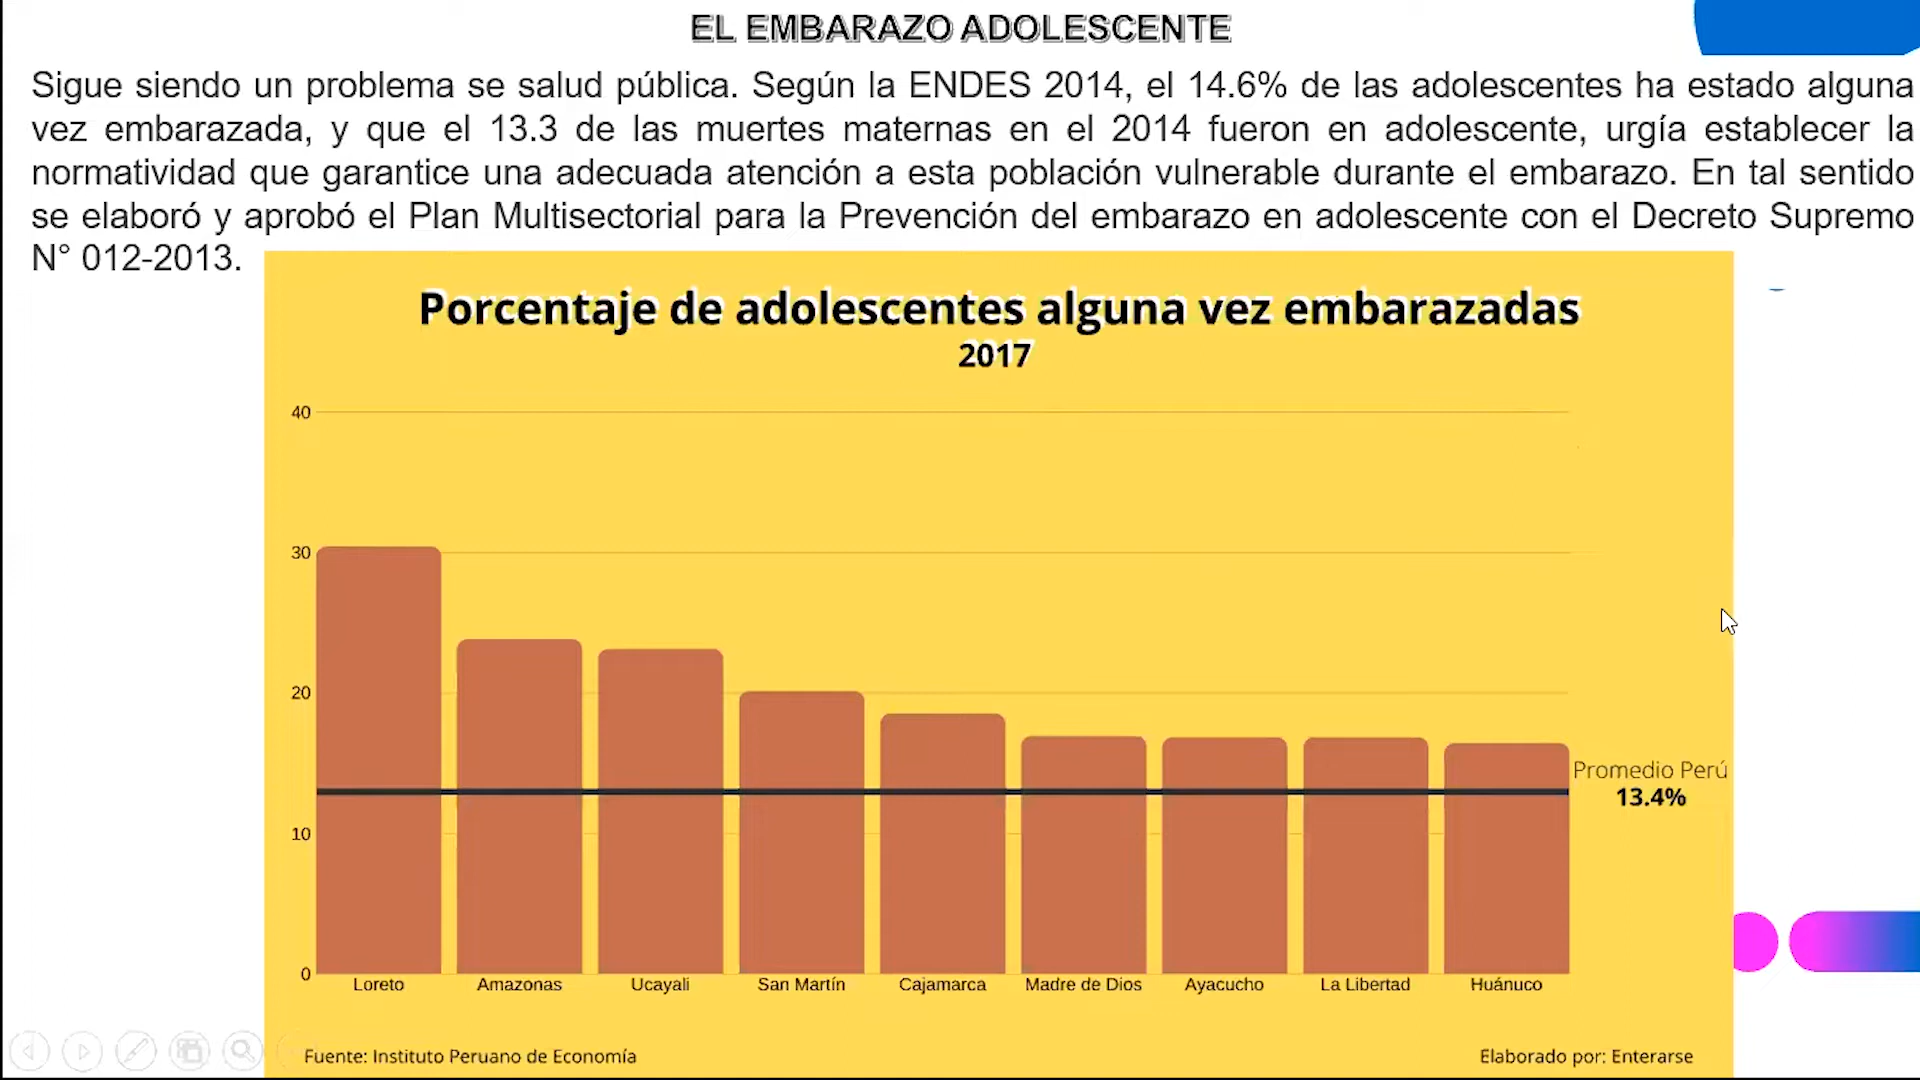 EL EMBARAZO ADOLESCENTE
Sigue siendo un problema se salud pública. Según la ENDES 2014, el 14.6% de las adolescentes ha estado alguna
vez embarazada, y que el 13.3 de las muertes maternas en el 2014 fueron en adolescente, urgía establecer la
normatividad que garantice una adecuada atención a esta población vulnerable durante el embarazo. En tal sentido
se elaboró y aprobó el Plan Multisectorial para la Prevención del embarazo en adolescente con el Decreto Supremo
N° 012-2013.
Porcentaje de adolescentes alguna vez embarazadas
2017
40
30
20
10
0
Promedio Perú
13.4%
Loreto Amazonas Ucayali San Martín Cajamarca Madre de Dios Ayacucho La Libertad Huánuco
Fuente: Instituto Peruano de Economía Elaborado por: Enterarse